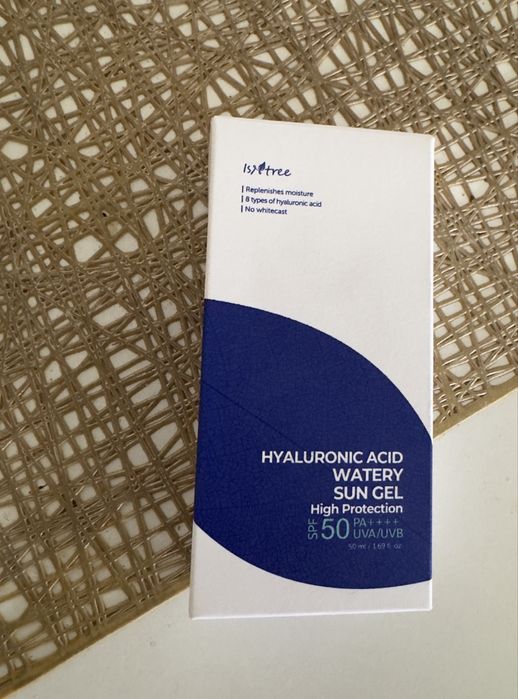 Isntree
Replenishes moisture
8 types of hyaluronic acid
No whitecast
HYALURONIC ACID
WATERY
SUN GEL
High Protection
SPF 50 PA++++
UVA/UVB
50 ml / 1.69 fl. oz.